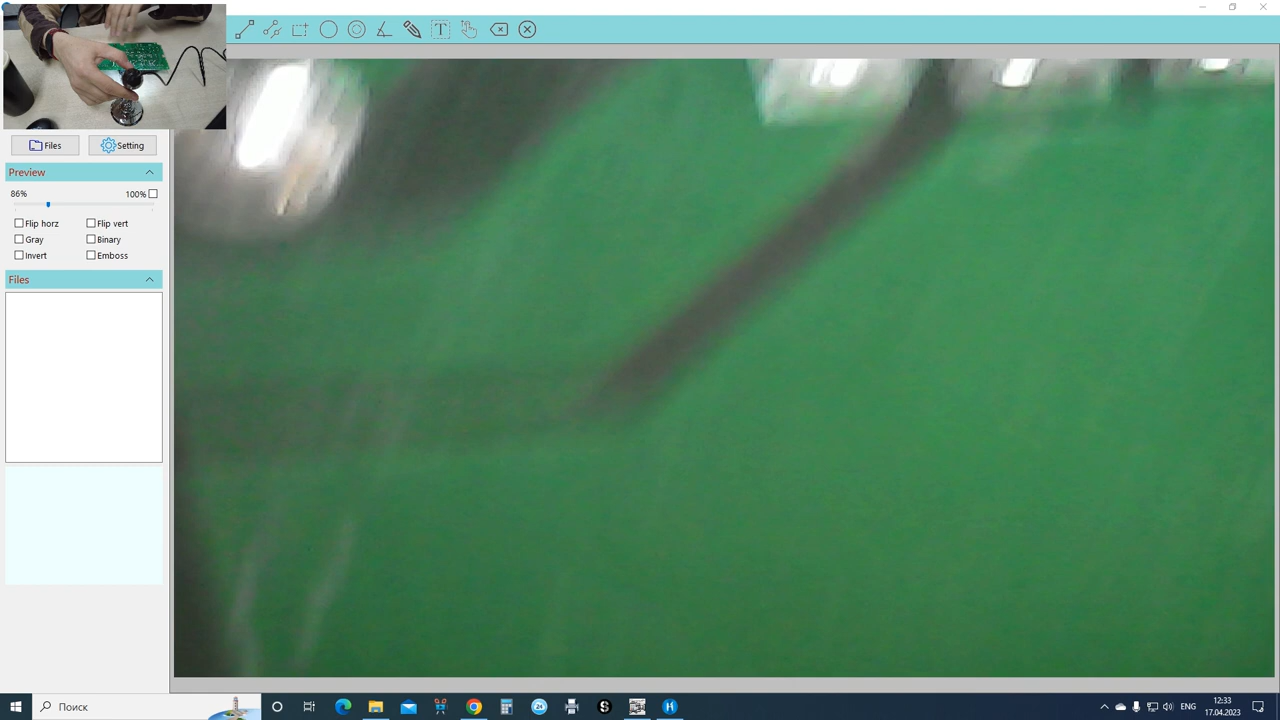 T
Files
Setting
Preview
86%
100%
Flip horz
Flip vert
Gray
Binary
Invert
Emboss
Files
Поиск
ENG
12:33
17.04.2023